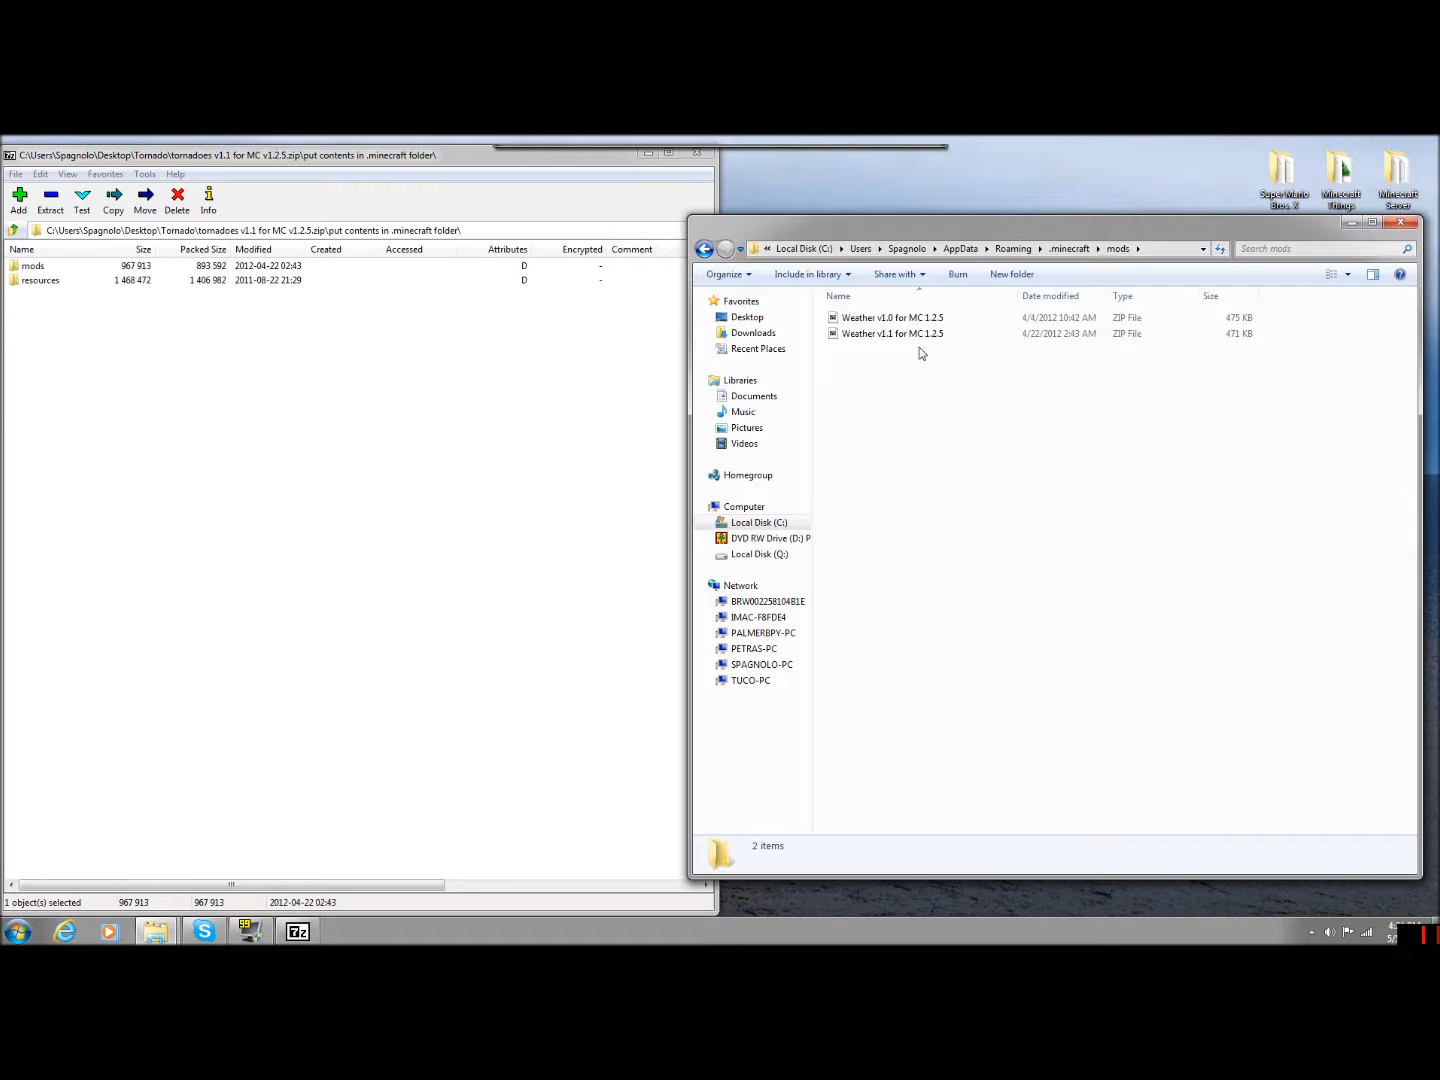 C:\Users\Spagnolo\Desktop\Tornado\tornadoes v1.1 for MC v1.2.5.zip\put contents in .minecraft folder\
File Edit View Favorites Tools Help
Add Extract Test Copy Move Delete Info
C:\Users\Spagnolo\Desktop\Tornado\tornadoes v1.1 for MC v1.2.5.zip\put contents in .minecraft folder\
Name Size Packed Size Modified Created Accessed Attributes Encrypted Comment
mods 967 913 893 592 2012-04-22 02:43 D -
resources 1 468 472 1 406 982 2011-08-22 21:29 D -
1 object(s) selected 967 913 967 913 2012-04-22 02:43
Super Mario Bros. X
Minecraft Things
Minecraft Server
« Local Disk (C:) Users Spagnolo AppData Roaming .minecraft mods
Search mods
Organize Include in library Share with Burn New folder
Name Date modified Type Size
Weather v1.0 for MC 1.2.5 4/4/2012 10:42 AM ZIP File 475 KB
Weather v1.1 for MC 1.2.5 4/22/2012 2:43 AM ZIP File 471 KB
Favorites
Desktop
Downloads
Recent Places
Libraries
Documents
Music
Pictures
Videos
Homegroup
Computer
Local Disk (C:)
DVD RW Drive (D:) P
Local Disk (Q:)
Network
BRW002258104B1E
IMAC-F8FDE4
PALMERBPY-PC
PETRAS-PC
SPAGNOLO-PC
TUCO-PC
2 items
99
7z